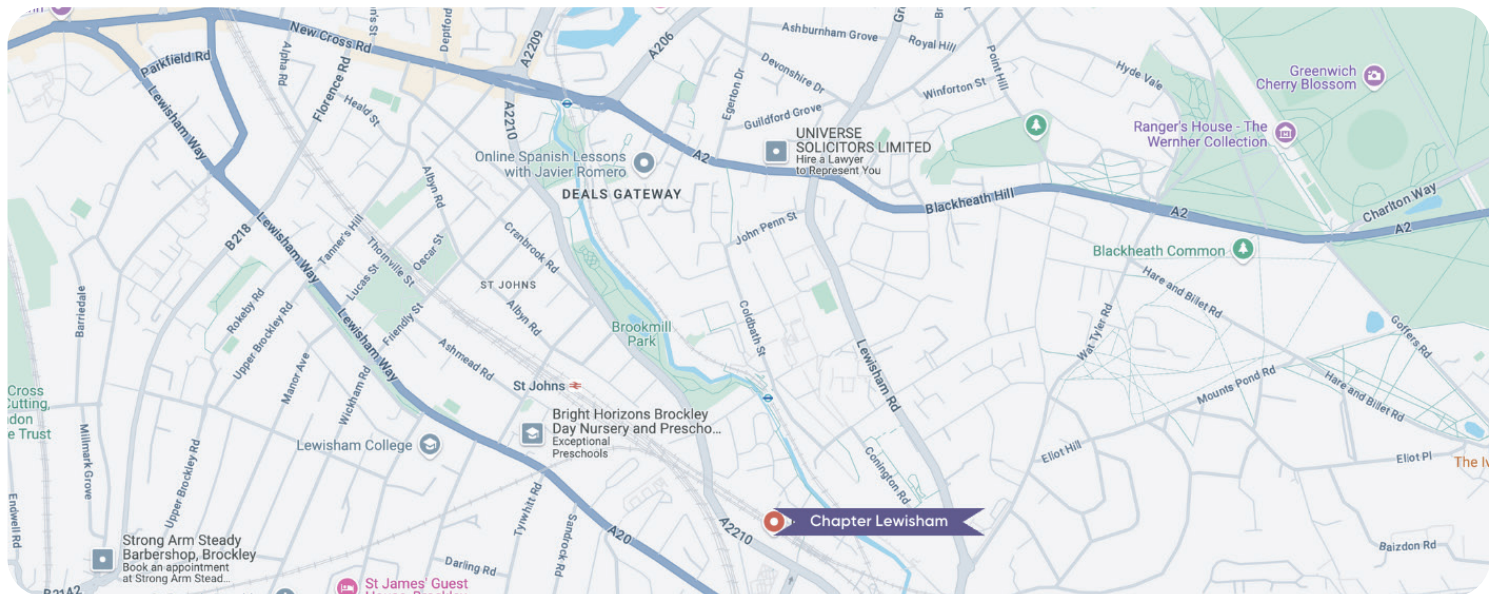 New Cross Rd
Parkfield Rd
Alpha Rd
Florence Rd
Deptford
A2209
A206
Ashburnham Grove
Royal Hill
Point Hill
Devonshire Dr
Egerton Dr
Guildford Grove
Winforton St
Hyde Vale
Greenwich
Cherry Blossom
Ranger's House - The
Wernher Collection
Lewisham Way
Heald St
A2210
Albyn Rd
Online Spanish Lessons
with Javier Romero
DEALS GATEWAY
UNIVERSE
SOLICITORS LIMITED
Hire a Lawyer
to Represent You
A2
Blackheath Hill
A2
Charlton Way
A2
Blackheath Common
B218
Lewisham Way
Tanner's Hill
Thornville St
Lucas St
Oscar St
Cranbrook Rd
ST JOHNS
John Penn St
Hare and Billet Rd
Goffers Rd
Barriedale
Rokeby Rd
Upper Brockley Rd
Friendly St
Lewisham Way
Albyn Rd
Brookmill
Park
Coldbath St
Lewisham Rd
Wat Tyler Rd
Manor Ave
Wickham Rd
Ashmead Rd
St Johns
Mounts Pond Rd
Hare and Billet Rd
Cross
Cutting,
don
e Trust
Millmark Grove
Upper Brockley Rd
Lewisham College
Bright Horizons Brockley
Day Nursery and Prescho...
Exceptional
Preschools
Conington Rd
Eliot Hill
Eliot Pl
Endwell Rd
Strong Arm Steady
Barbershop, Brockley
Book an appointment
at Strong Arm Stead...
Tyrwhitt Rd
Sandrock Rd
A20
A2210
Chapter Lewisham
Baizdon Rd
Darling Rd
St James' Guest